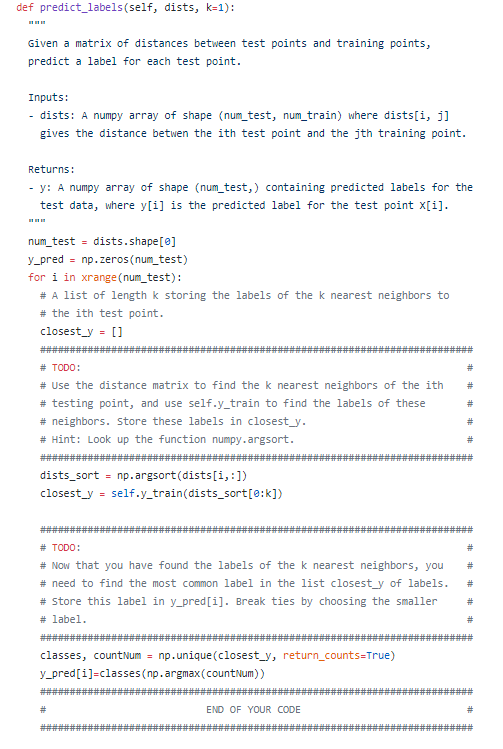 def predict_labels(self, dists, k=1):
"""
Given a matrix of distances between test points and training points,
predict a label for each test point.
Inputs:
- dists: A numpy array of shape (num_test, num_train) where dists[i, j]
gives the distance betwen the ith test point and the jth training point.
Returns:
- y: A numpy array of shape (num_test,) containing predicted labels for the
test data, where y[i] is the predicted label for the test point X[i].
"""
num_test = dists.shape[0]
y_pred = np.zeros(num_test)
for i in xrange(num_test):
# A list of length k storing the labels of the k nearest neighbors to
# the ith test point.
closest_y = []
#########################################################################
# TODO: #
# Use the distance matrix to find the k nearest neighbors of the ith #
# testing point, and use self.y_train to find the labels of these #
# neighbors. Store these labels in closest_y. #
# Hint: Look up the function numpy.argsort. #
#########################################################################
dists_sort = np.argsort(dists[i,:])
closest_y = self.y_train(dists_sort[0:k])
#########################################################################
# TODO: #
# Now that you have found the labels of the k nearest neighbors, you #
# need to find the most common label in the list closest_y of labels. #
# Store this label in y_pred[i]. Break ties by choosing the smaller #
# label. #
#########################################################################
classes, countNum = np.unique(closest_y, return_counts=True)
y_pred[i]=classes(np.argmax(countNum))
#########################################################################
# END OF YOUR CODE #
#########################################################################